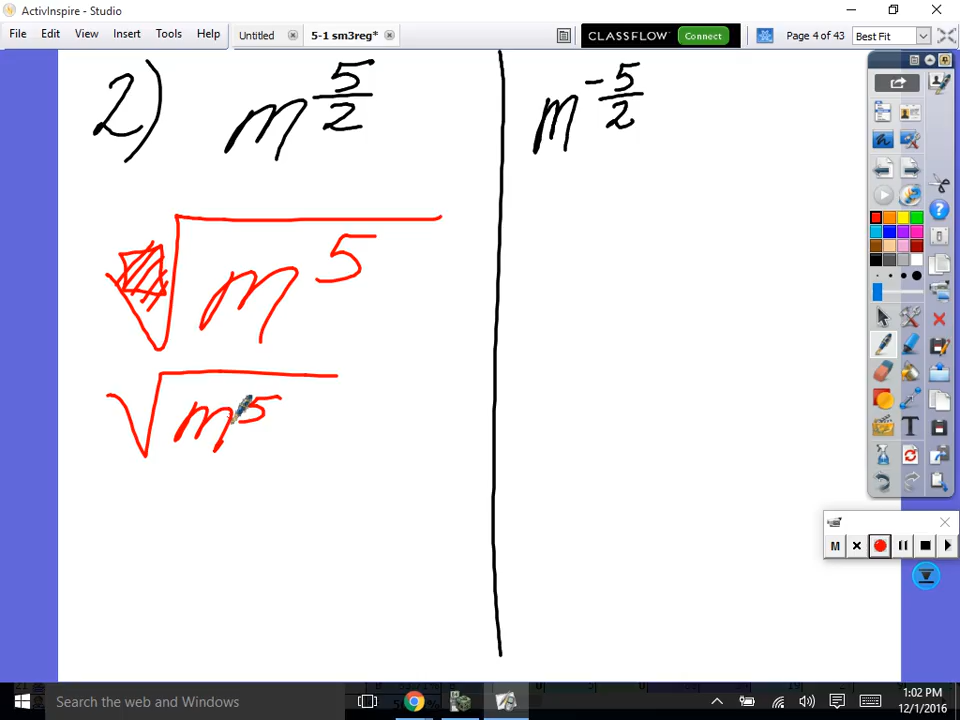 ActivInspire - Studio
File Edit View Insert Tools Help Untitled 5-1 sm3reg* CLASSFLOW Connect Page 4 of 43 Best Fit
2) m^(5/2) m^(-5/2)
√m^5
√m^5
M
Search the web and Windows
1:02 PM
12/1/2016